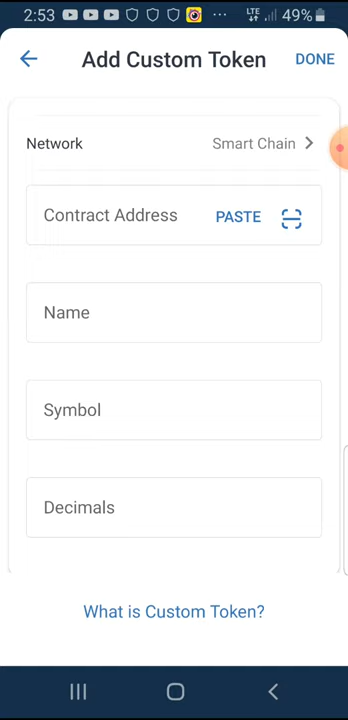 2:53 LTE 49%
Add Custom Token DONE
Network Smart Chain
Contract Address PASTE
Name
Symbol
Decimals
What is Custom Token?